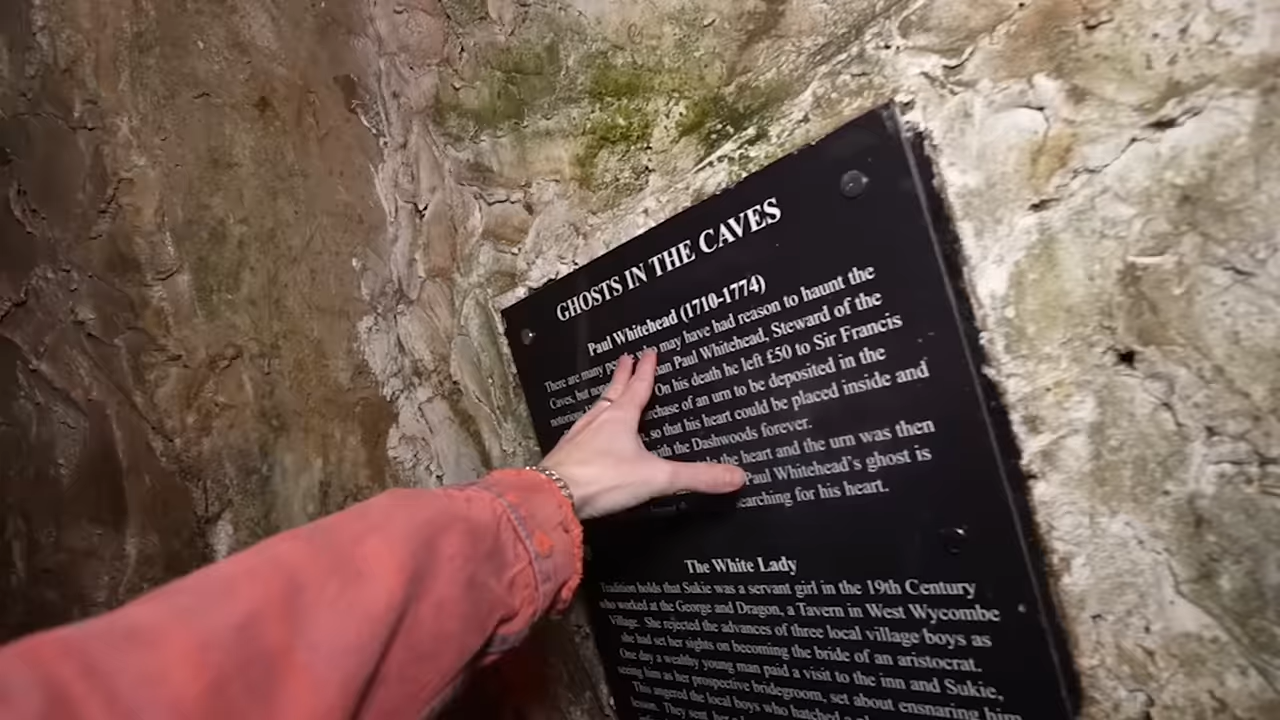 GHOSTS IN THE CAVES
Paul Whitehead (1710-1774)
There are many who may have had reason to haunt the
Caves, but than Paul Whitehead, Steward of the
notorious On his death he left £50 to Sir Francis
of an urn to be deposited in the
so that his heart could be placed inside and
with the Dashwoods forever.
the heart and the urn was then
Paul Whitehead's ghost is
for his heart.
The White Lady
Tradition holds that Sukie was a servant girl in the 19th Century
who worked at the George and Dragon, a Tavern in West Wycombe
Village. She rejected the advances of three local village boys as
she had set her sights on becoming the bride of an aristocrat.
One day a wealthy young man paid a visit to the inn and Sukie,
seeing him as her prospective bridegroom, set about ensnaring him
This angered the local boys who hatched a
lesson. They sent her